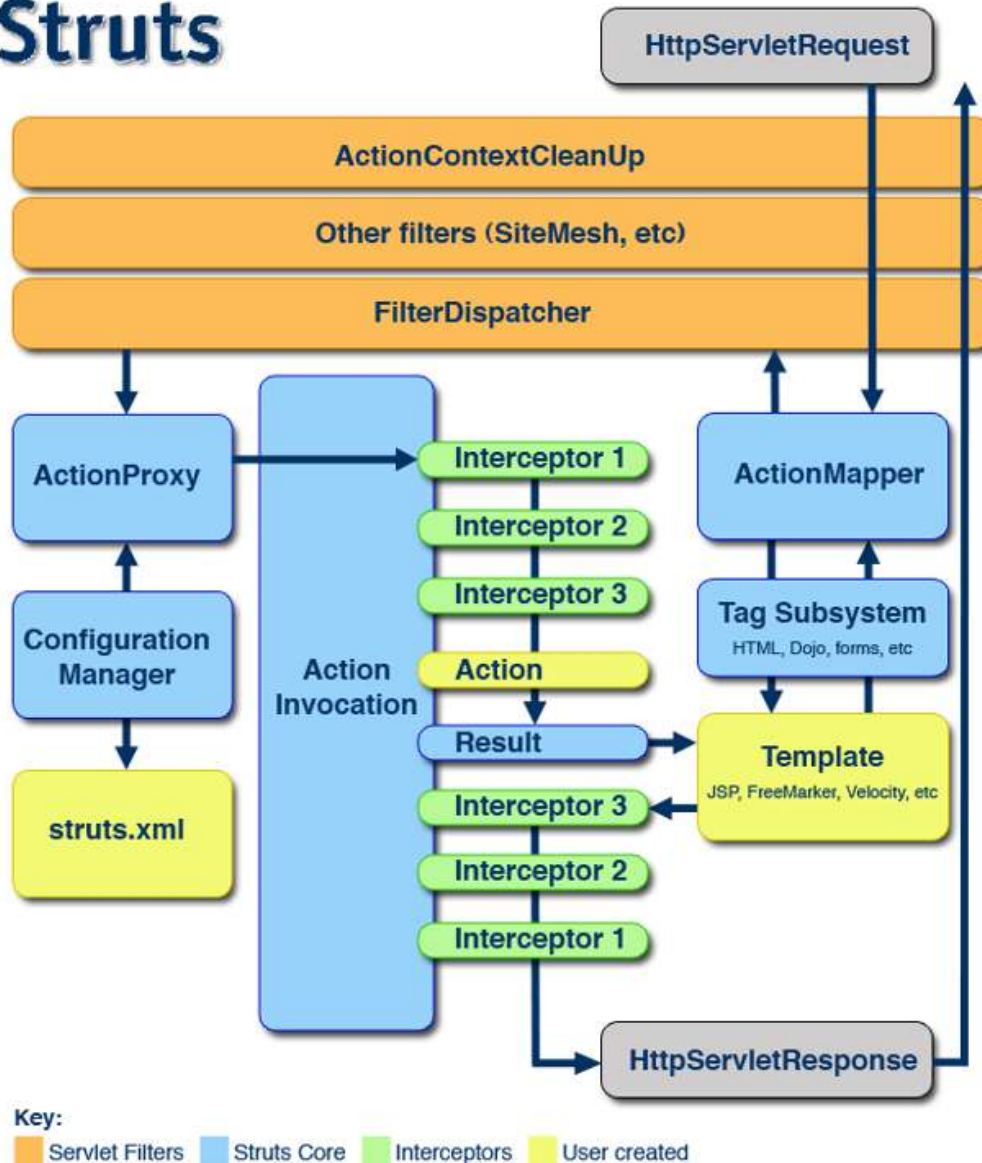 Struts
HttpServletRequest
ActionContextCleanUp
Other filters (SiteMesh, etc)
FilterDispatcher
ActionProxy
Interceptor 1
ActionMapper
Interceptor 2
Interceptor 3
Tag Subsystem
HTML, Dojo, forms, etc
Configuration
Manager
Action
Invocation
Action
Result
Template
JSP, FreeMarker, Velocity, etc
struts.xml
Interceptor 3
Interceptor 2
Interceptor 1
HttpServletResponse
Key:
Servlet Filters
Struts Core
Interceptors
User created